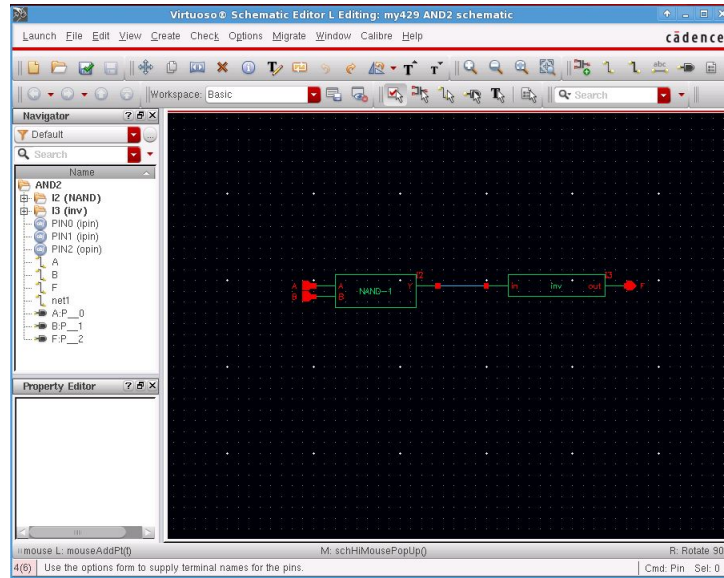 Virtuoso® Schematic Editor L Editing: my429 AND2 schematic
Launch File Edit View Create Check Options Migrate Window Calibre Help
cādence
Workspace: Basic
Search
Navigator
Default
Search
Name
AND2
I2 (NAND)
I3 (inv)
PIN0 (ipin)
PIN1 (ipin)
PIN2 (opin)
A
B
F
net1
A:P__0
B:P__1
F:P__2
I2
I3
A
A
Y
in
inv
out
F
B
B
NAND-1
Property Editor
mouse L: mouseAddPt(t)
M: schHiMousePopUp()
R: Rotate 90
4(6)
Use the options form to supply terminal names for the pins.
Cmd: Pin Sel: 0